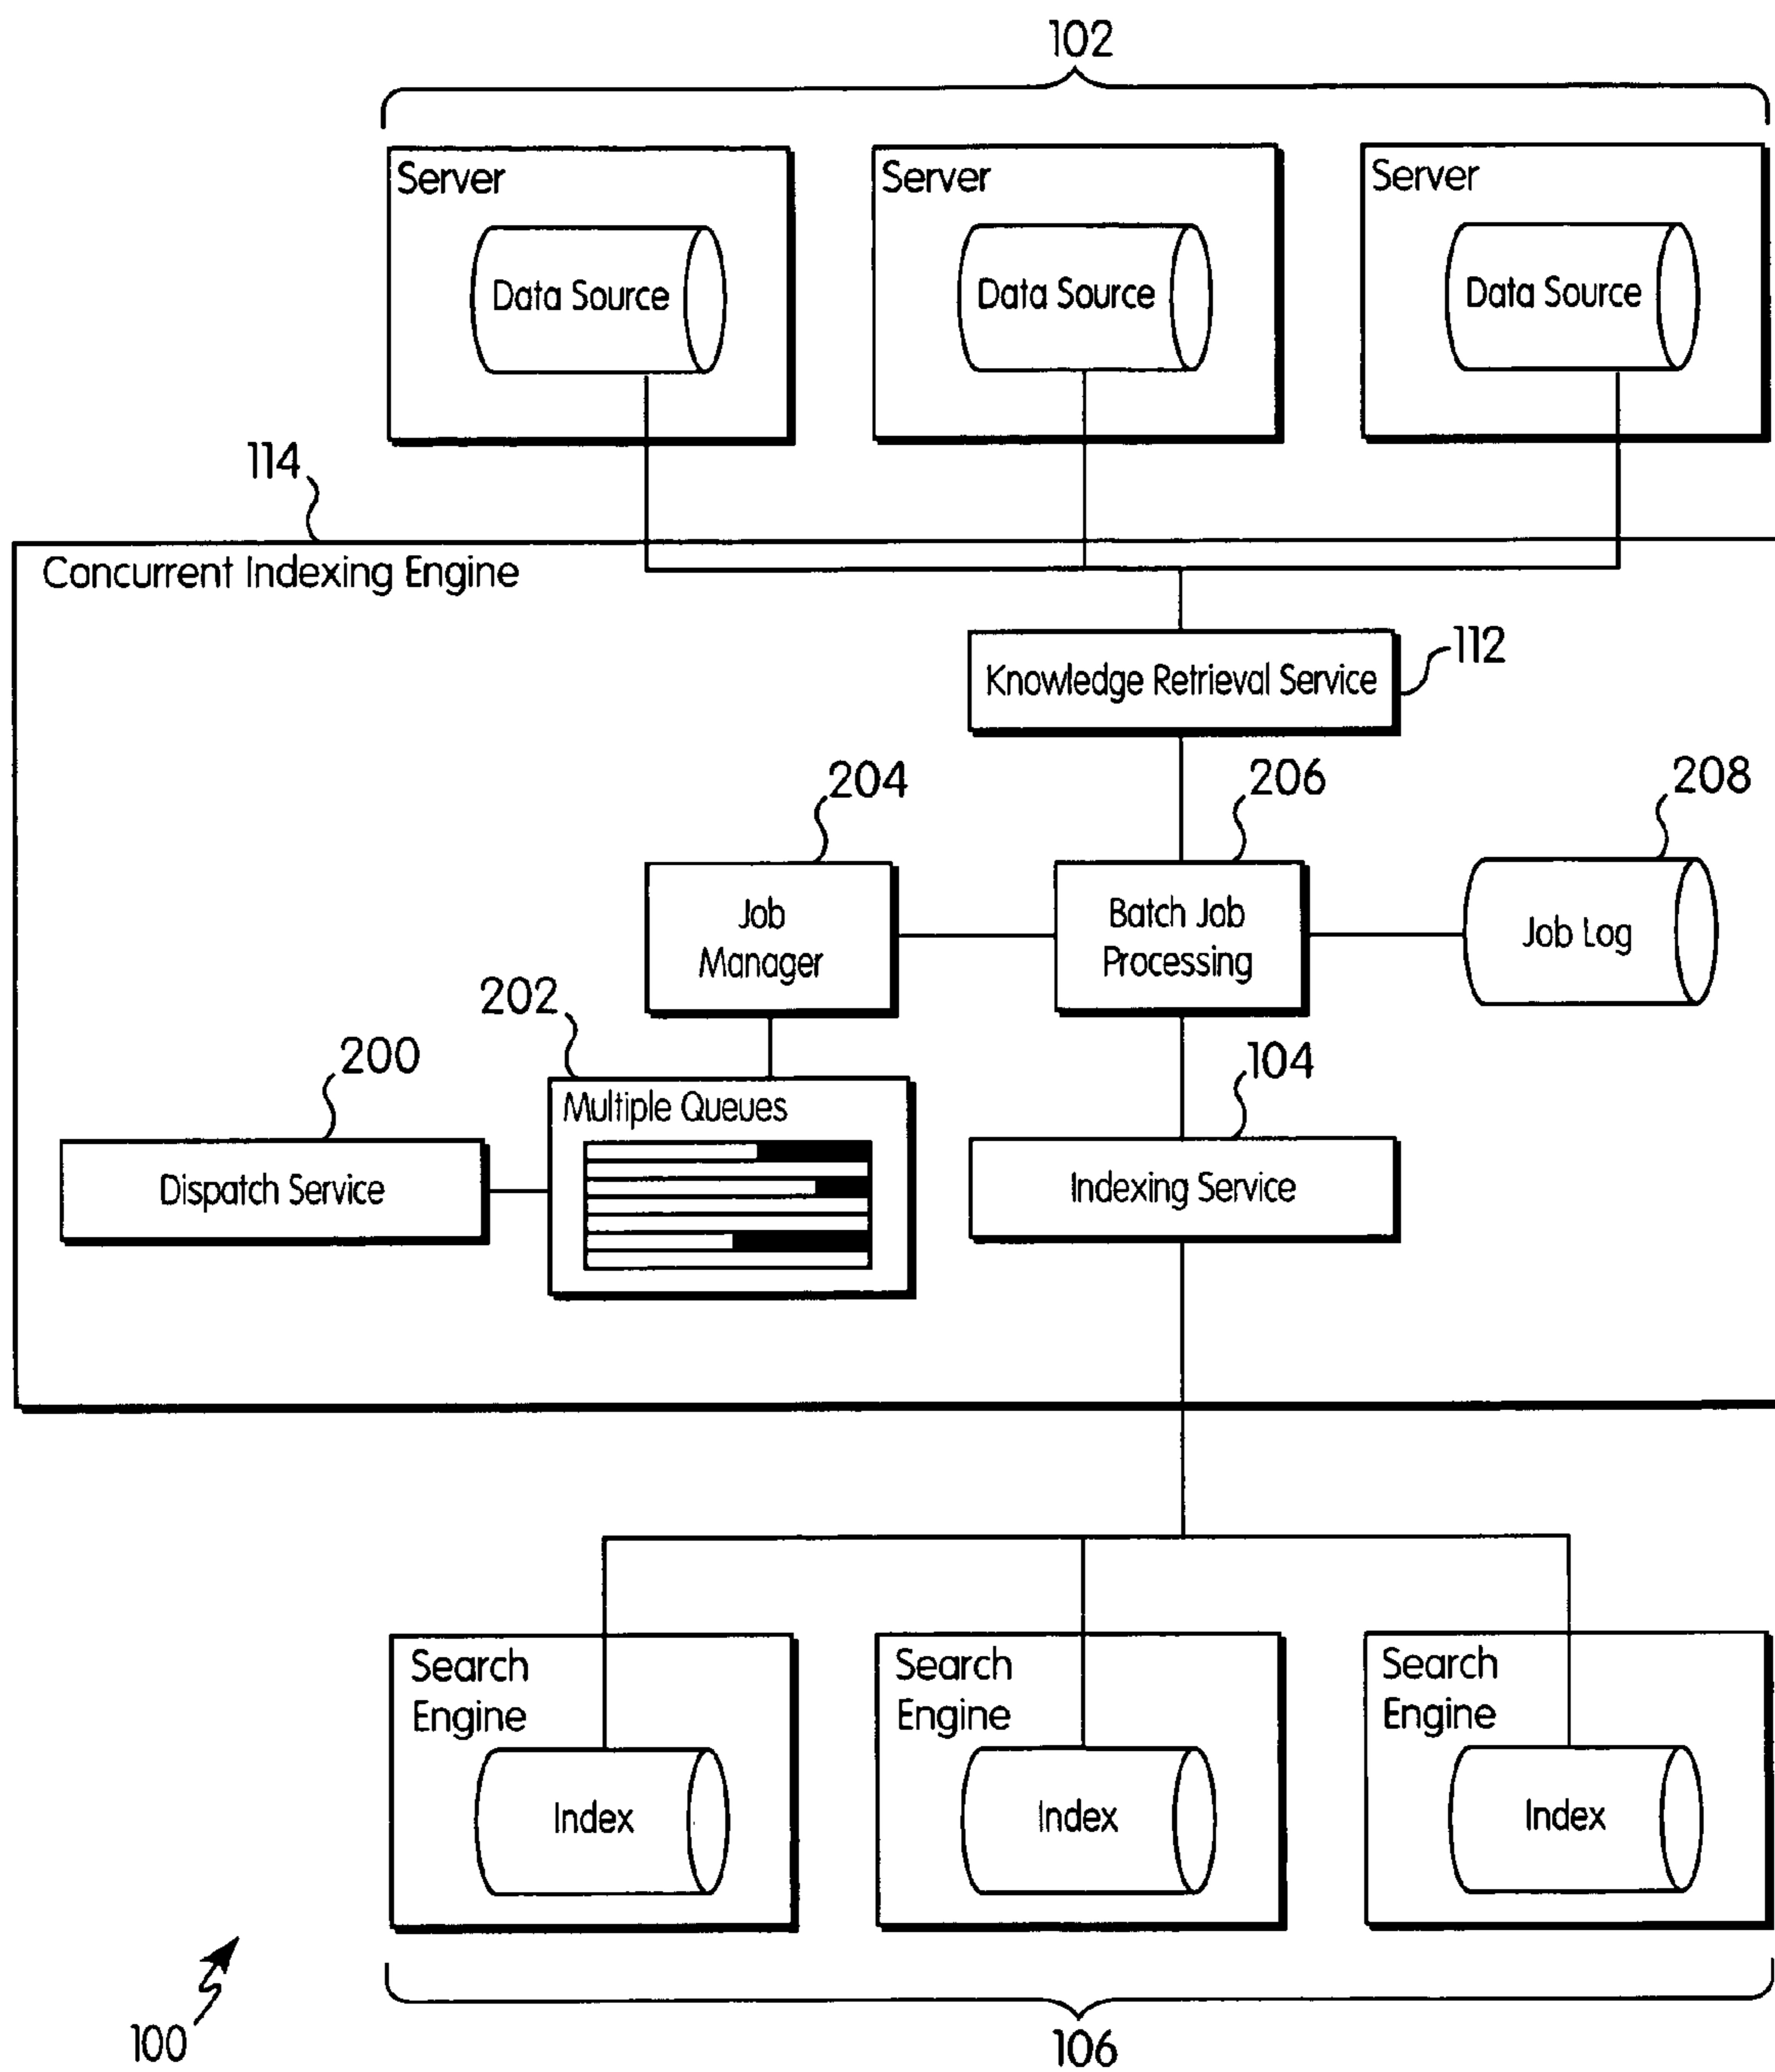 102
Server
Server
Server
Data Source
Data Source
Data Source
114
Concurrent Indexing Engine
Knowledge Retrieval Service
112
204
206
208
Job
Manager
Batch Job
Processing
Job Log
202
200
104
Multiple Queues
Dispatch Service
Indexing Service
Search
Engine
Search
Engine
Search
Engine
Index
Index
Index
100
106